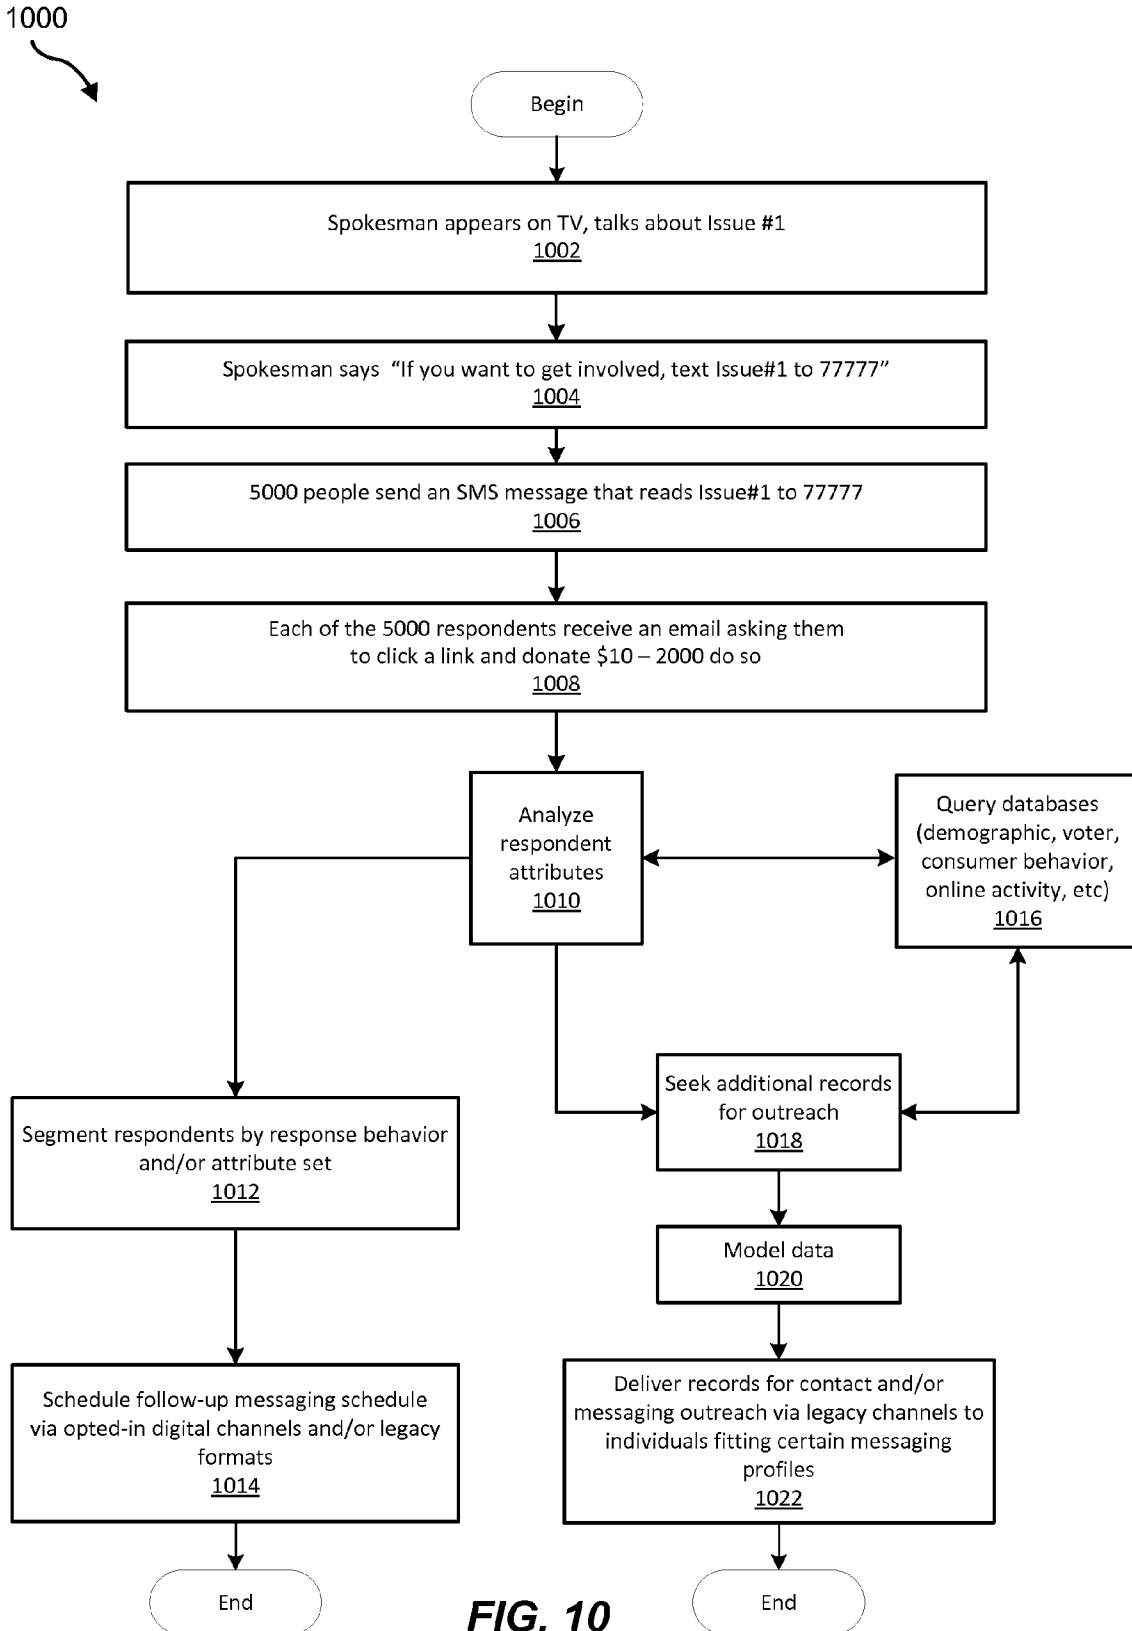 1000
Begin
Spokesman appears on TV, talks about Issue #1
1002
Spokesman says “If you want to get involved, text Issue#1 to 77777”
1004
5000 people send an SMS message that reads Issue#1 to 77777
1006
Each of the 5000 respondents receive an email asking them
to click a link and donate $10 – 2000 do so
1008
Analyze
respondent
attributes
1010
Query databases
(demographic, voter,
consumer behavior,
online activity, etc)
1016
Segment respondents by response behavior
and/or attribute set
1012
Seek additional records
for outreach
1018
Model data
1020
Schedule follow-up messaging schedule
via opted-in digital channels and/or legacy
formats
1014
Deliver records for contact and/or
messaging outreach via legacy channels to
individuals fitting certain messaging
profiles
1022
End
End
FIG. 10